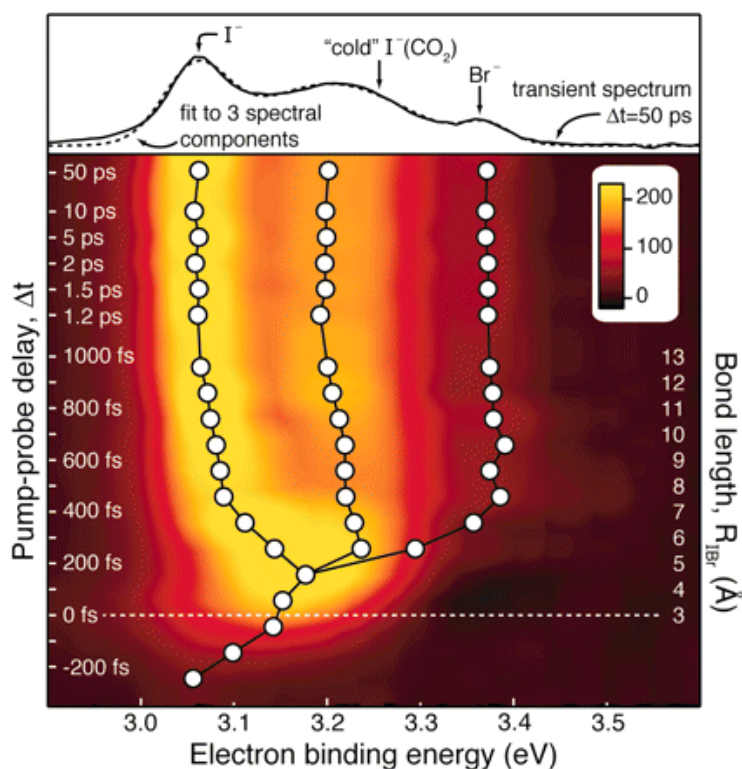 I⁻
"cold" I⁻(CO₂)
Br⁻
transient spectrum
Δt=50 ps
fit to 3 spectral
components
50 ps
10 ps
5 ps
2 ps
1.5 ps
1.2 ps
1000 fs
800 fs
600 fs
400 fs
200 fs
0 fs
-200 fs
Pump-probe delay, Δt
200
100
0
13
12
11
10
9
8
7
6
5
4
3
Bond length, R_IBr (Å)
3.0 3.1 3.2 3.3 3.4 3.5
Electron binding energy (eV)